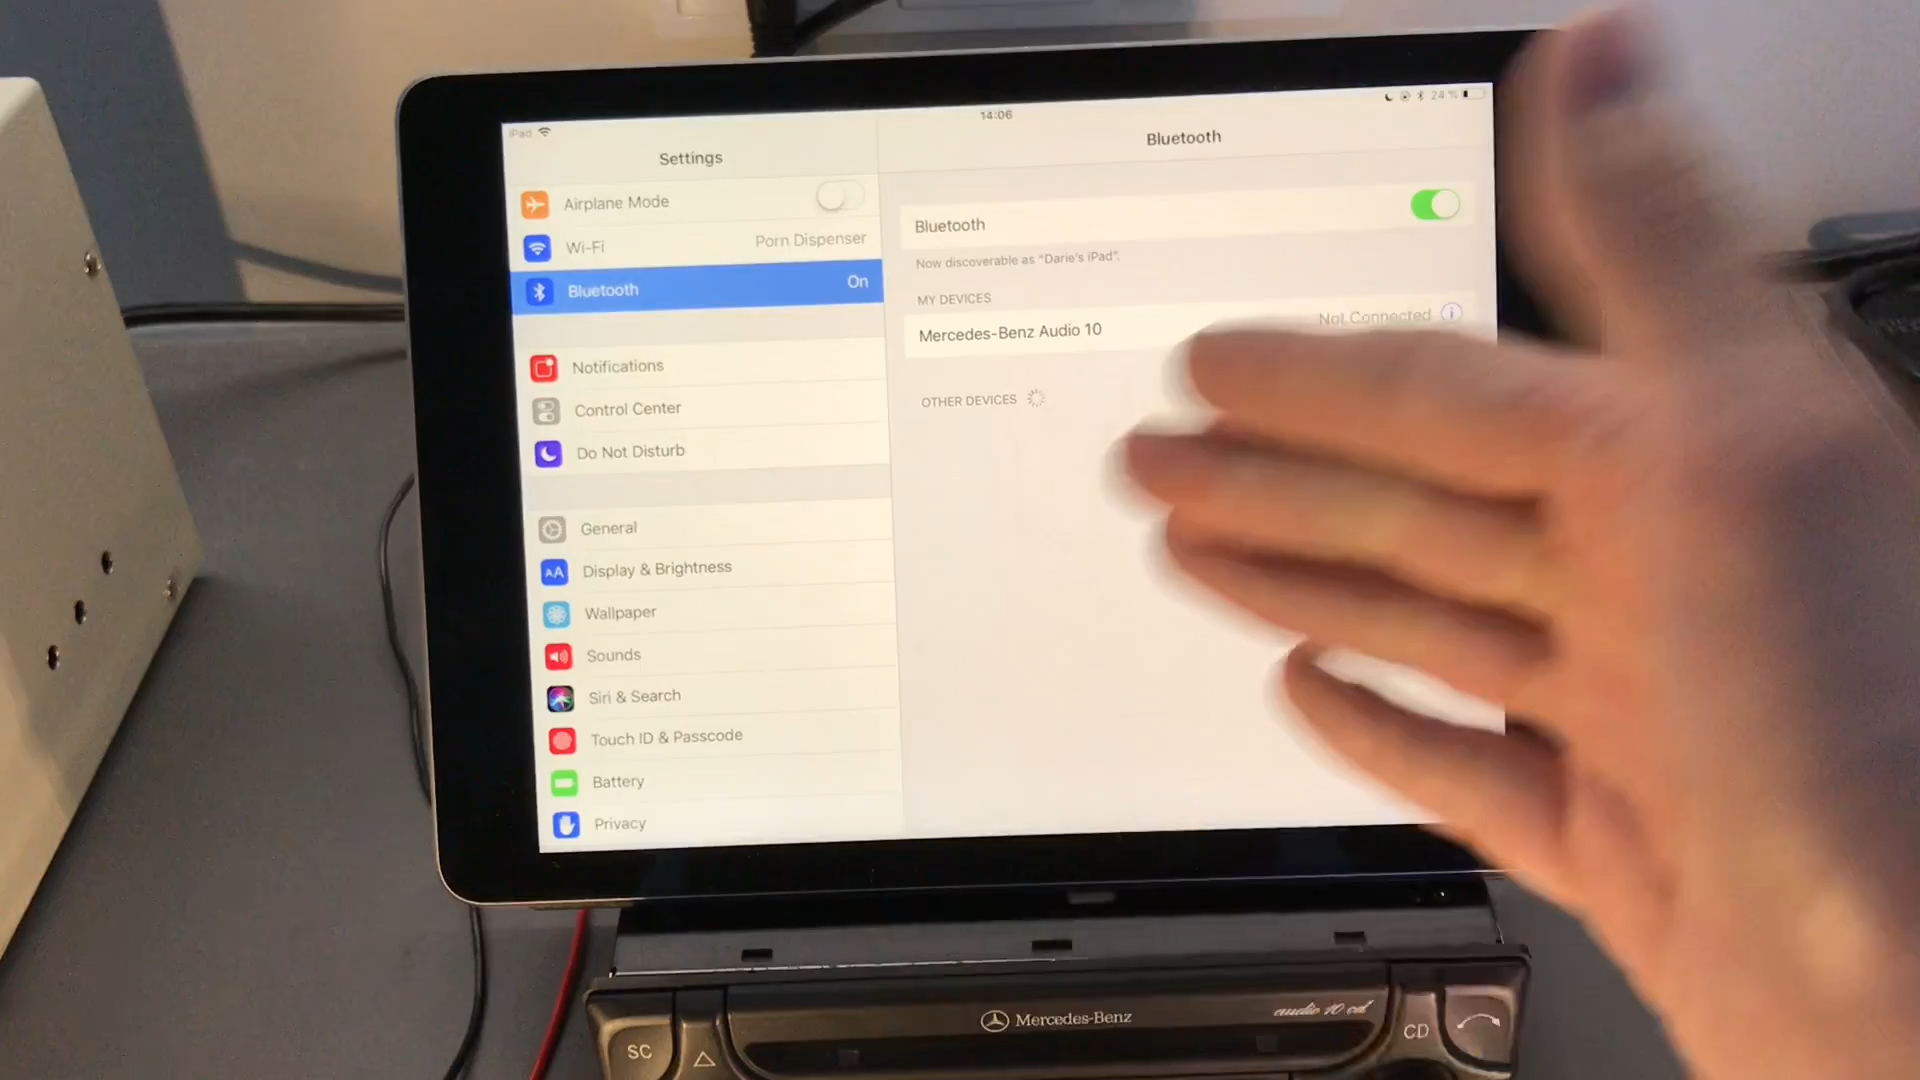 iPad
14:06
24 %
Settings
Bluetooth
Airplane Mode
Wi-Fi Porn Dispenser
Bluetooth On
Notifications
Control Center
Do Not Disturb
General
AA Display & Brightness
Wallpaper
Sounds
Siri & Search
Touch ID & Passcode
Battery
Privacy
Bluetooth
Now discoverable as “Darie's iPad”.
MY DEVICES
Mercedes-Benz Audio 10 Not Connected i
OTHER DEVICES
Mercedes-Benz
audio 10 cd
SC
CD